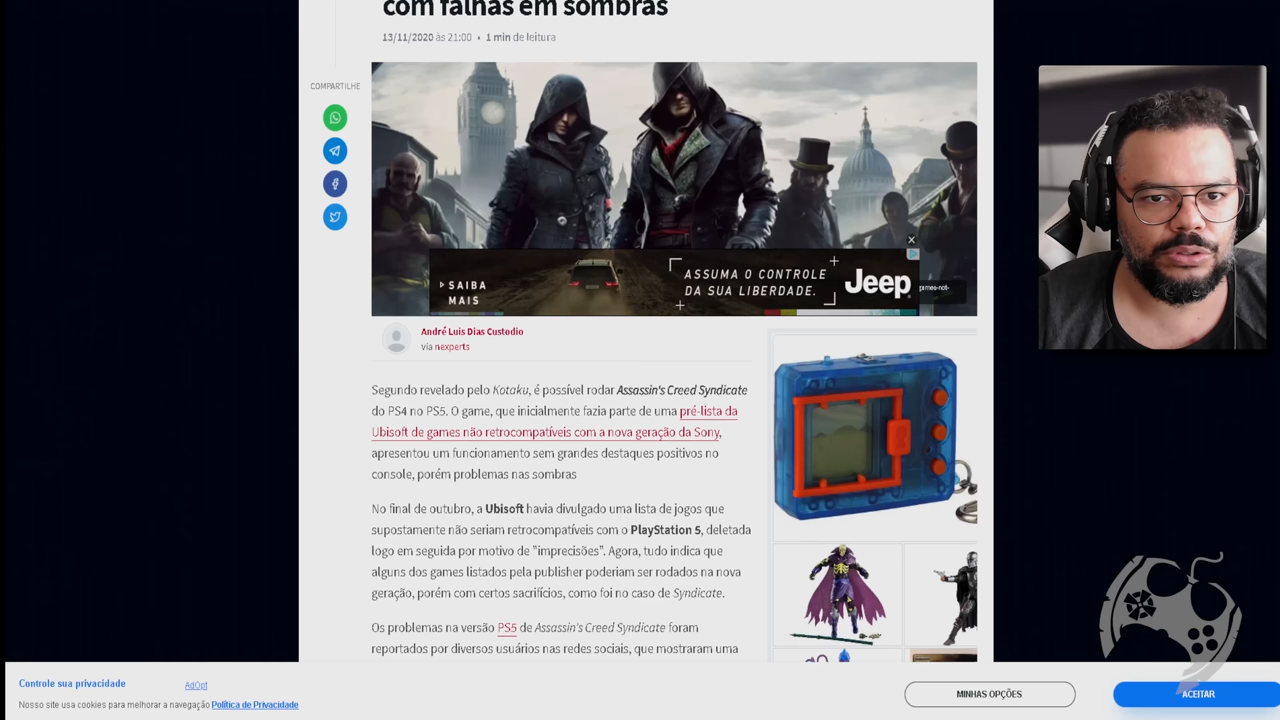 com falhas em sombras
13/11/2020 às 21:00 • 1 min de leitura
COMPARTILHE
SAIBA
MAIS
ASSUMA O CONTROLE
DA SUA LIBERDADE.
Jeep
games-not-
André Luis Dias Custodio
via nexperts
Segundo revelado pelo Kotaku, é possível rodar Assassin's Creed Syndicate
do PS4 no PS5. O game, que inicialmente fazia parte de uma pré-lista da
Ubisoft de games não retrocompatíveis com a nova geração da Sony,
apresentou um funcionamento sem grandes destaques positivos no
console, porém problemas nas sombras
No final de outubro, a Ubisoft havia divulgado uma lista de jogos que
supostamente não seriam retrocompatíveis com o PlayStation 5, deletada
logo em seguida por motivo de "imprecisões". Agora, tudo indica que
alguns dos games listados pela publisher poderiam ser rodados na nova
geração, porém com certos sacrifícios, como foi no caso de Syndicate.
Os problemas na versão PS5 de Assassin's Creed Syndicate foram
reportados por diversos usuários nas redes sociais, que mostraram uma
Controle sua privacidade
AdOpt
Nosso site usa cookies para melhorar a navegação Política de Privacidade
MINHAS OPÇÕES
ACEITAR